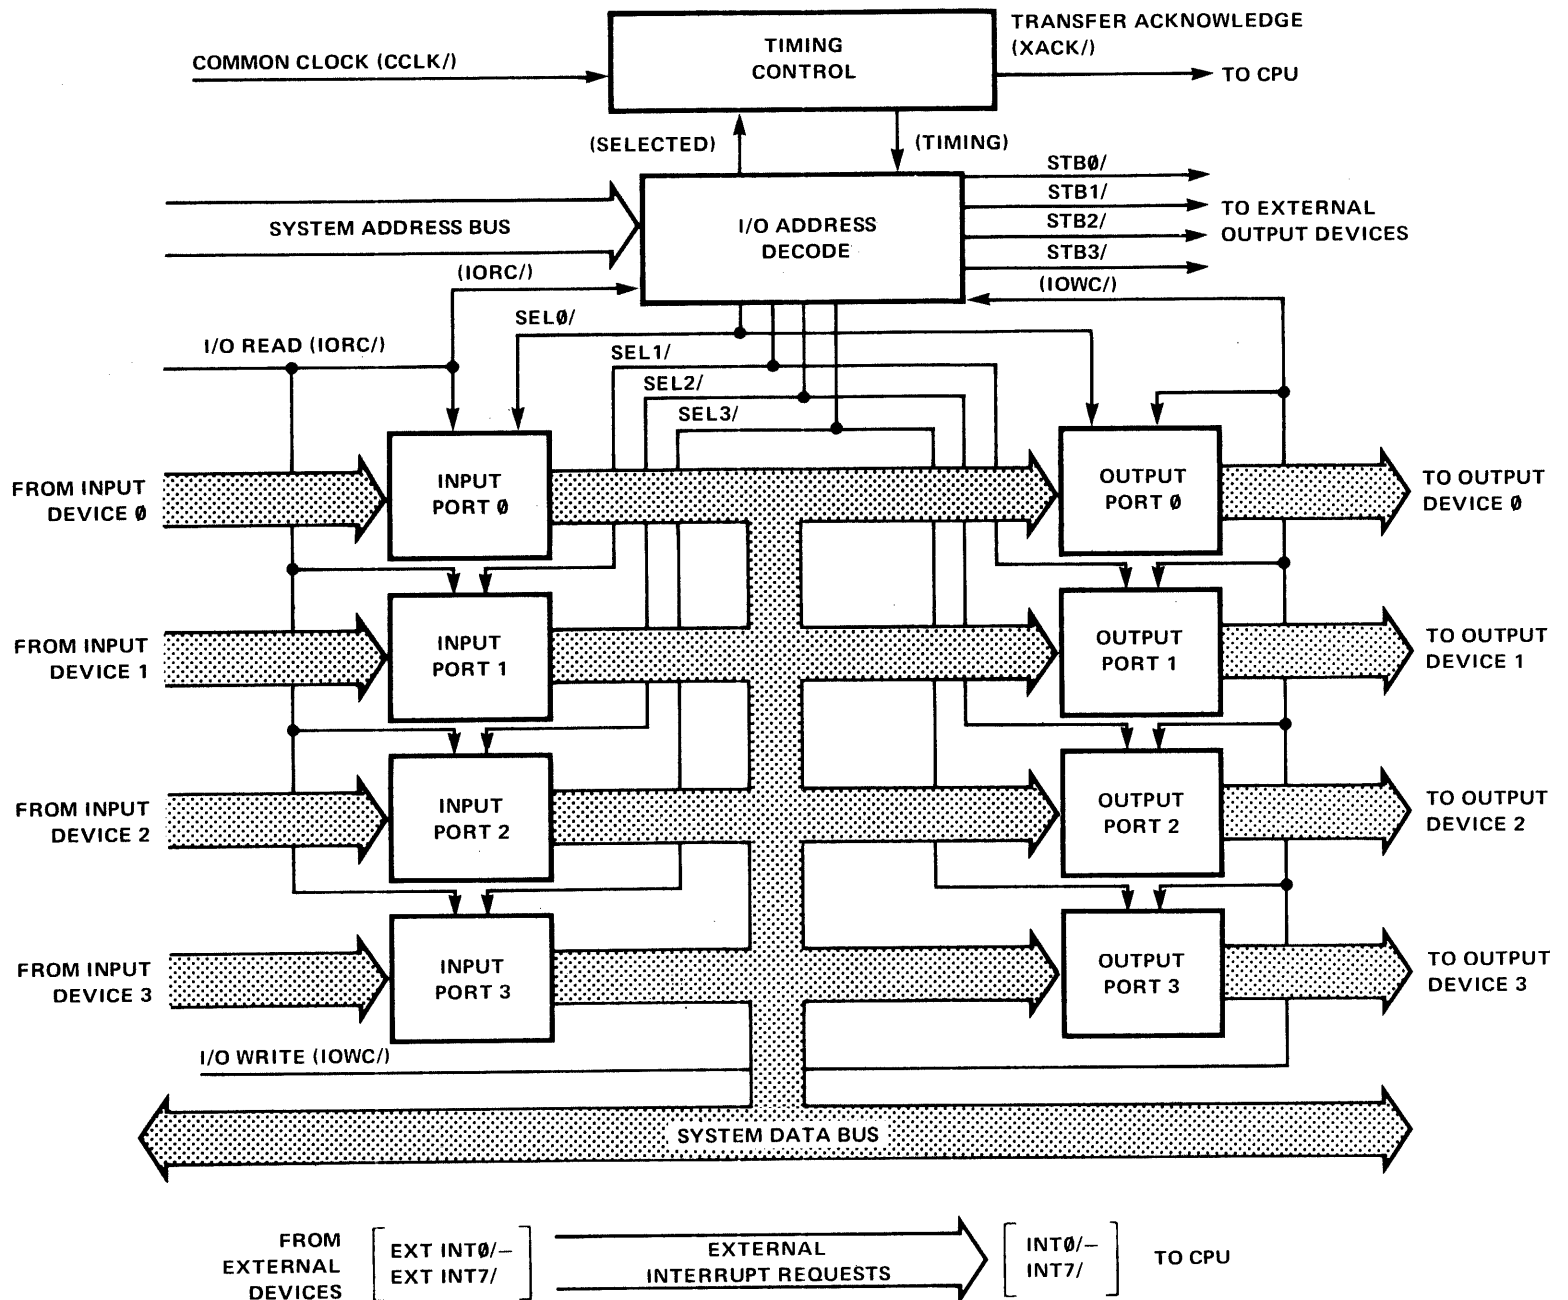 TRANSFER ACKNOWLEDGE
(XACK/)
COMMON CLOCK (CCLK/)
TIMING
CONTROL
TO CPU
(SELECTED)
(TIMING)
STBØ/
STB1/
STB2/
STB3/
TO EXTERNAL
OUTPUT DEVICES
SYSTEM ADDRESS BUS
I/O ADDRESS
DECODE
(IORC/)
(IOWC/)
I/O READ (IORC/)
SELØ/
SEL1/
SEL2/
SEL3/
FROM INPUT
DEVICE Ø
INPUT
PORT Ø
OUTPUT
PORT Ø
TO OUTPUT
DEVICE Ø
FROM INPUT
DEVICE 1
INPUT
PORT 1
OUTPUT
PORT 1
TO OUTPUT
DEVICE 1
FROM INPUT
DEVICE 2
INPUT
PORT 2
OUTPUT
PORT 2
TO OUTPUT
DEVICE 2
FROM INPUT
DEVICE 3
INPUT
PORT 3
OUTPUT
PORT 3
TO OUTPUT
DEVICE 3
I/O WRITE (IOWC/)
SYSTEM DATA BUS
FROM
EXTERNAL
DEVICES
EXT INTØ/–
EXT INT7/
EXTERNAL
INTERRUPT REQUESTS
INTØ/–
INT7/
TO CPU